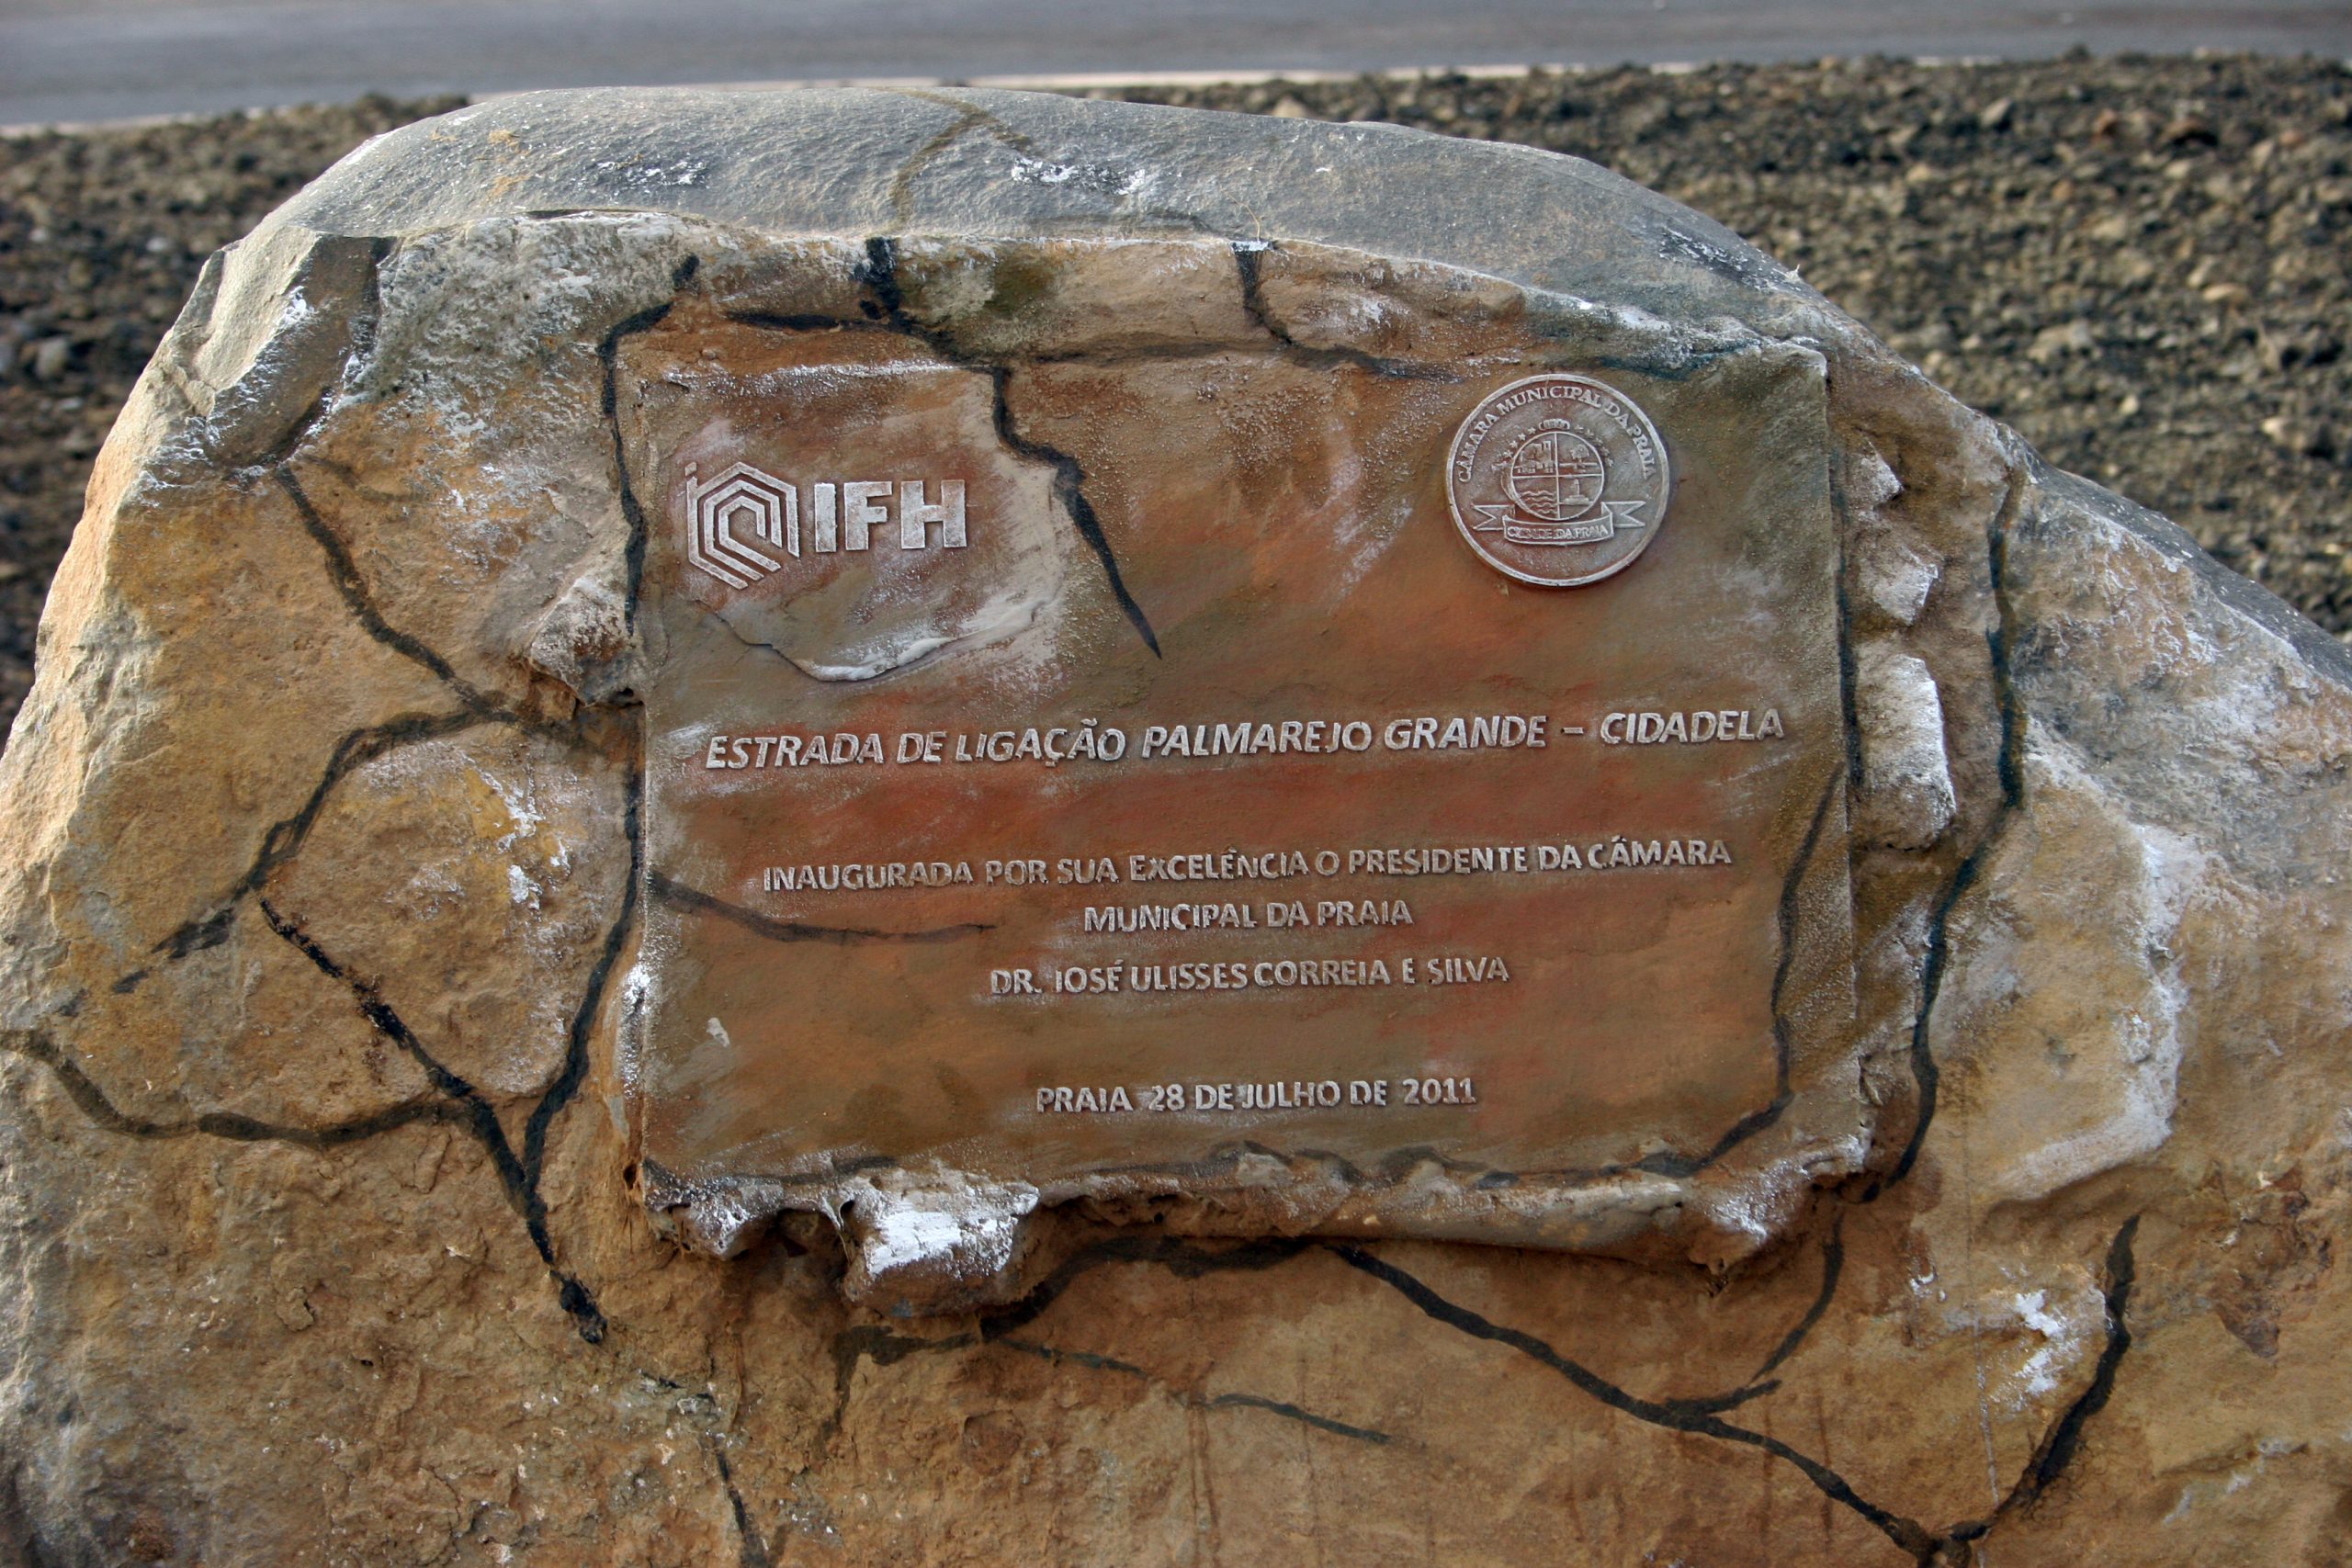 IFH
CÂMARA MUNICIPAL DA PRAIA
CIDADE DA PRAIA
ESTRADA DE LIGAÇÃO PALMAREJO GRANDE – CIDADELA
INAUGURADA POR SUA EXCELÊNCIA O PRESIDENTE DA CÂMARA
MUNICIPAL DA PRAIA
DR. JOSÉ ULISSES CORREIA E SILVA
PRAIA 28 DE JULHO DE 2011